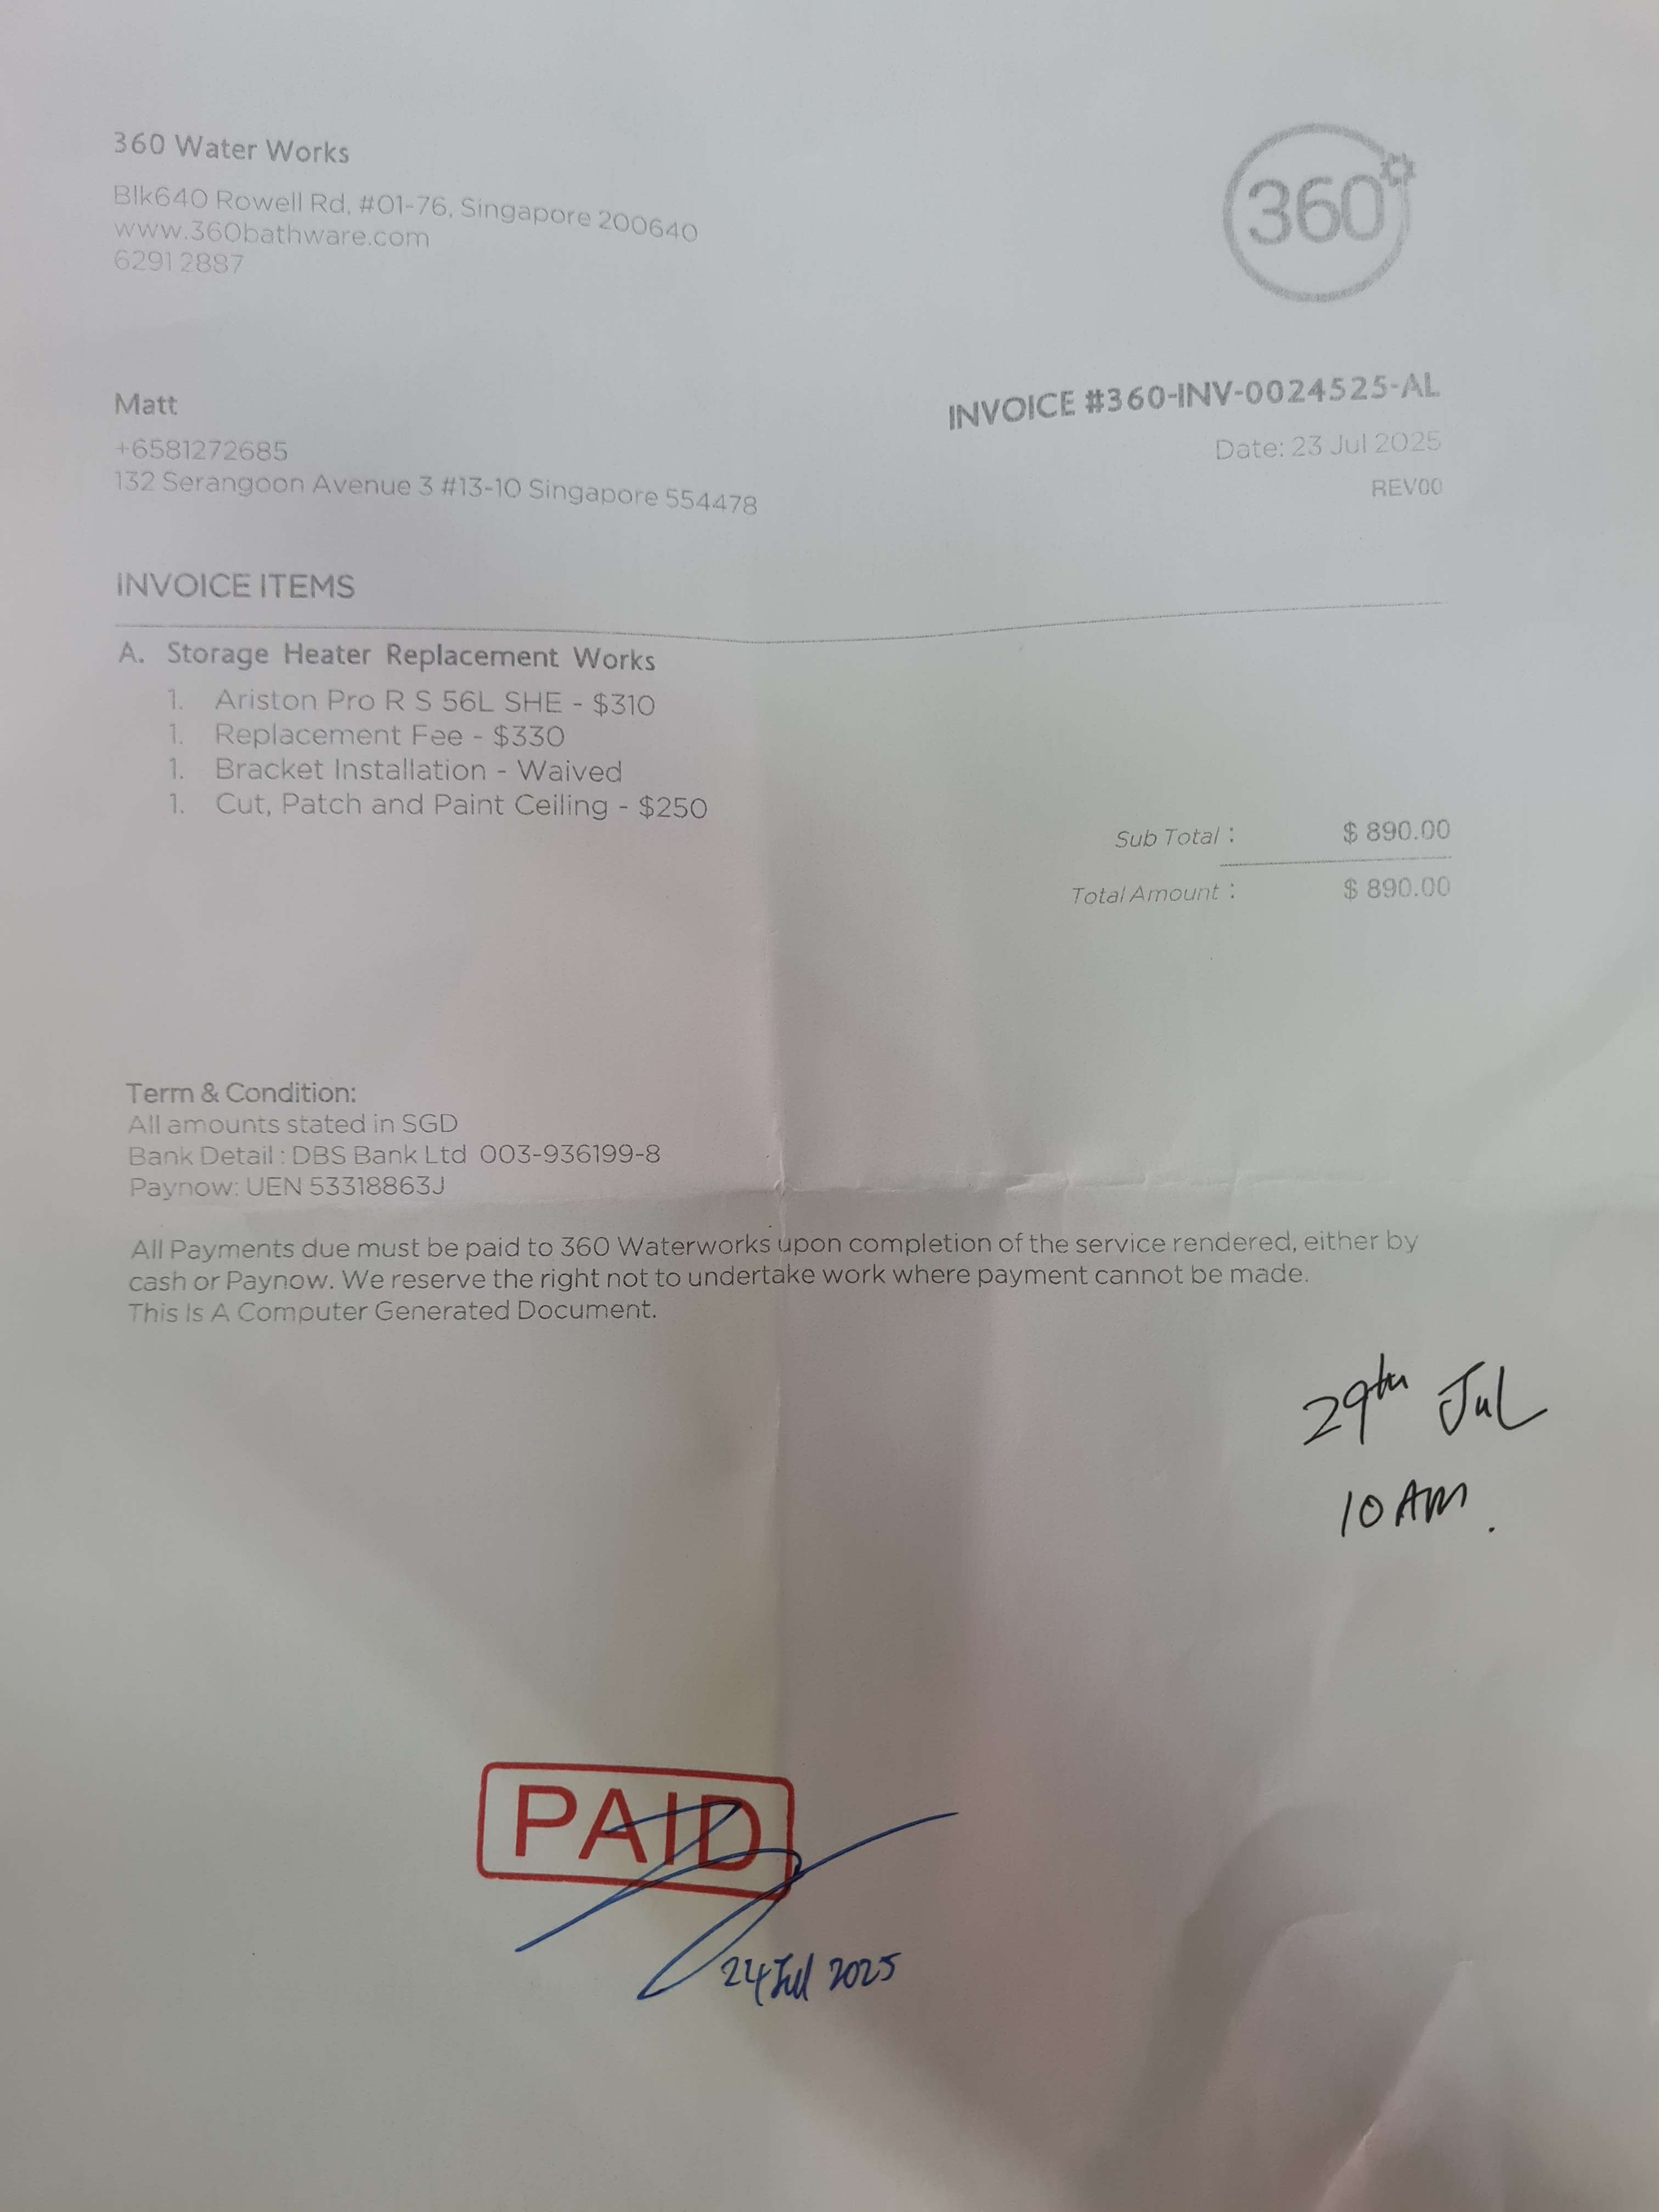 360 Water Works
Blk640 Rowell Rd, #01-76, Singapore 200640
www.360bathware.com
62912887
360
Matt
+6581272685
132 Serangoon Avenue 3 #13-10 Singapore 554478
INVOICE #360-INV-0024525-AL
Date: 23 Jul 2025
REV00
INVOICE ITEMS
A. Storage Heater Replacement Works
1. Ariston Pro R S 56L SHE - $310
1. Replacement Fee - $330
1. Bracket Installation - Waived
1. Cut, Patch and Paint Ceiling - $250
Sub Total : $ 890.00
Total Amount : $ 890.00
Term & Condition:
All amounts stated in SGD
Bank Detail : DBS Bank Ltd 003-936199-8
Paynow: UEN 53318863J
All Payments due must be paid to 360 Waterworks upon completion of the service rendered, either by
cash or Paynow. We reserve the right not to undertake work where payment cannot be made.
This Is A Computer Generated Document.
29th Jul
10 AM.
PAID
24 Jul 2025